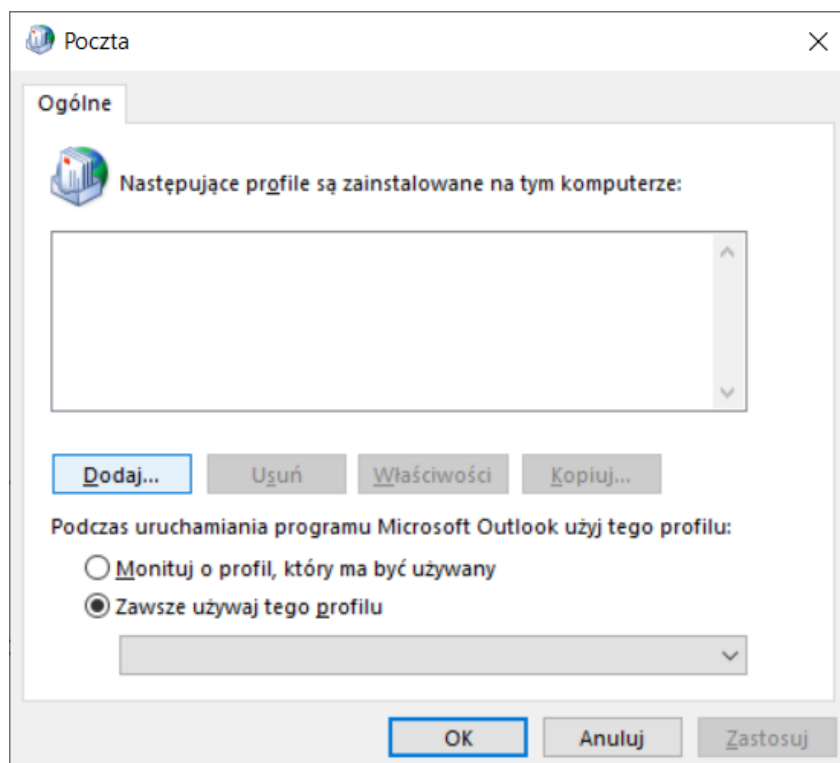 Poczta
Ogólne
Następujące profile są zainstalowane na tym komputerze:
Dodaj... Usuń Właściwości Kopiuj...
Podczas uruchamiania programu Microsoft Outlook użyj tego profilu:
Monituj o profil, który ma być używany
Zawsze używaj tego profilu
OK Anuluj Zastosuj